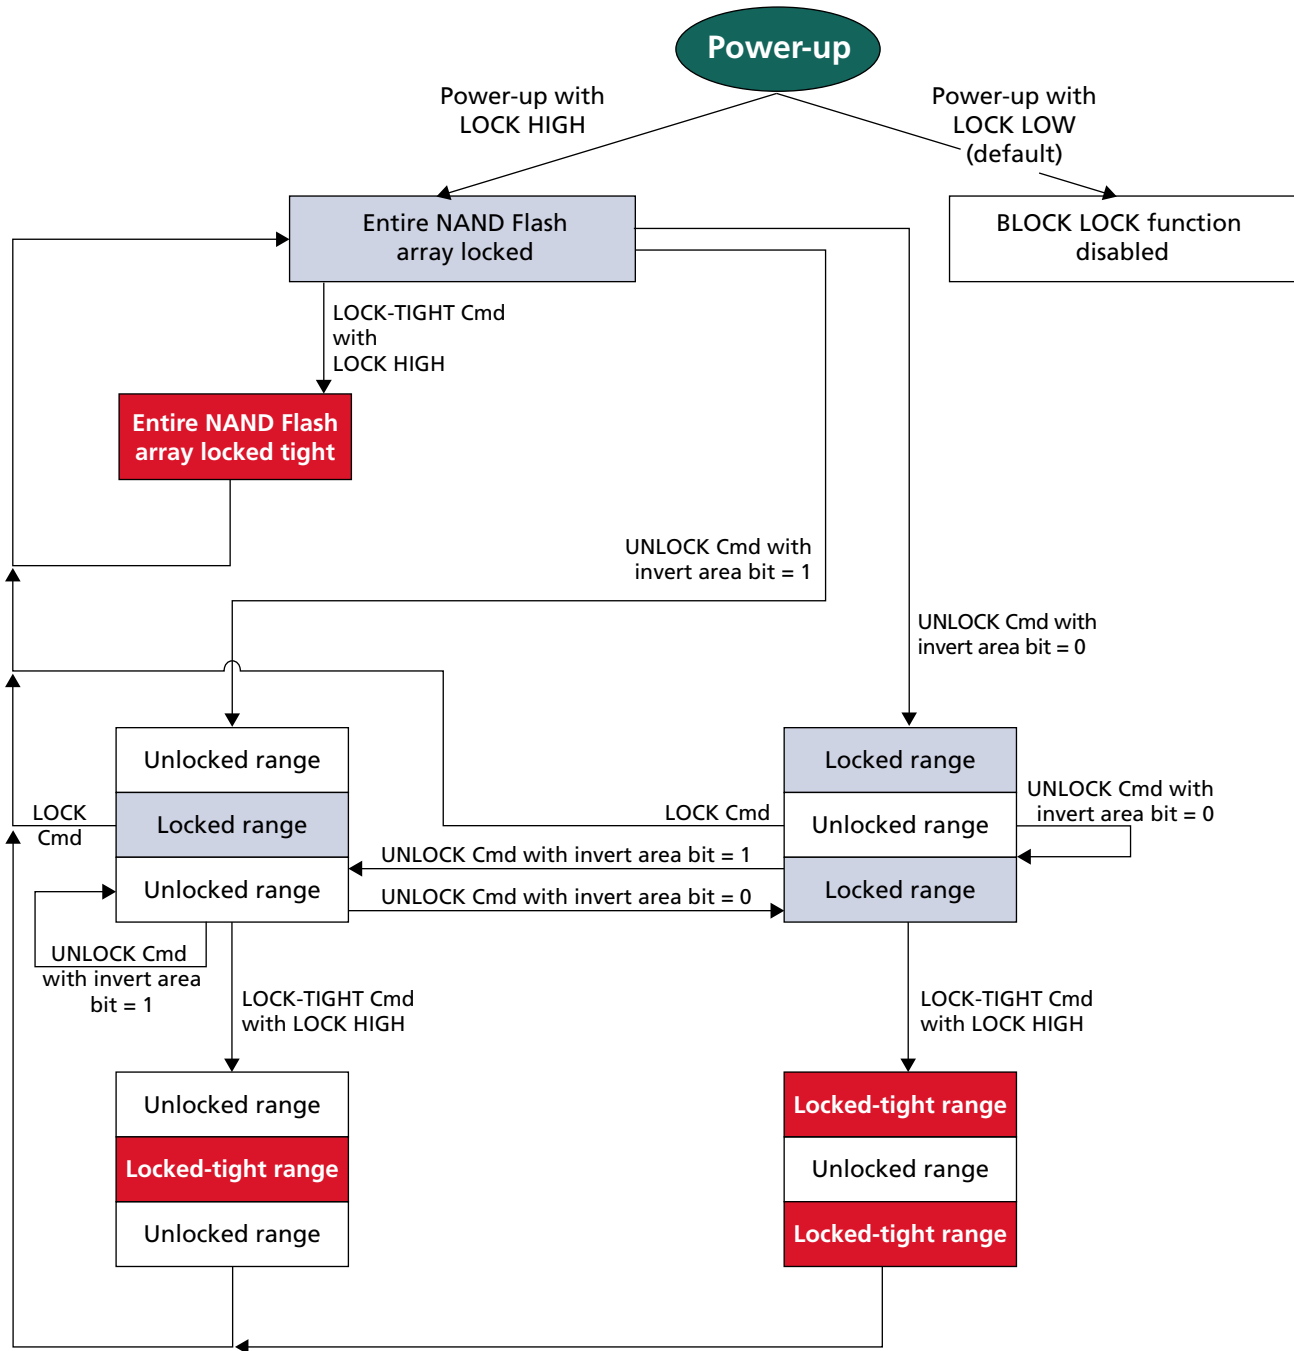 Power-up
Power-up with
LOCK HIGH
Power-up with
LOCK LOW
(default)
Entire NAND Flash
array locked
BLOCK LOCK function
disabled
LOCK-TIGHT Cmd
with
LOCK HIGH
Entire NAND Flash
array locked tight
UNLOCK Cmd with
invert area bit = 1
UNLOCK Cmd with
invert area bit = 0
Unlocked range
Locked range
Unlocked range
LOCK
Cmd
LOCK Cmd
Locked range
Unlocked range
Locked range
UNLOCK Cmd with
invert area bit = 0
UNLOCK Cmd with invert area bit = 1
UNLOCK Cmd with invert area bit = 0
UNLOCK Cmd
with invert area
bit = 1
LOCK-TIGHT Cmd
with LOCK HIGH
LOCK-TIGHT Cmd
with LOCK HIGH
Unlocked range
Locked-tight range
Unlocked range
Locked-tight range
Unlocked range
Locked-tight range